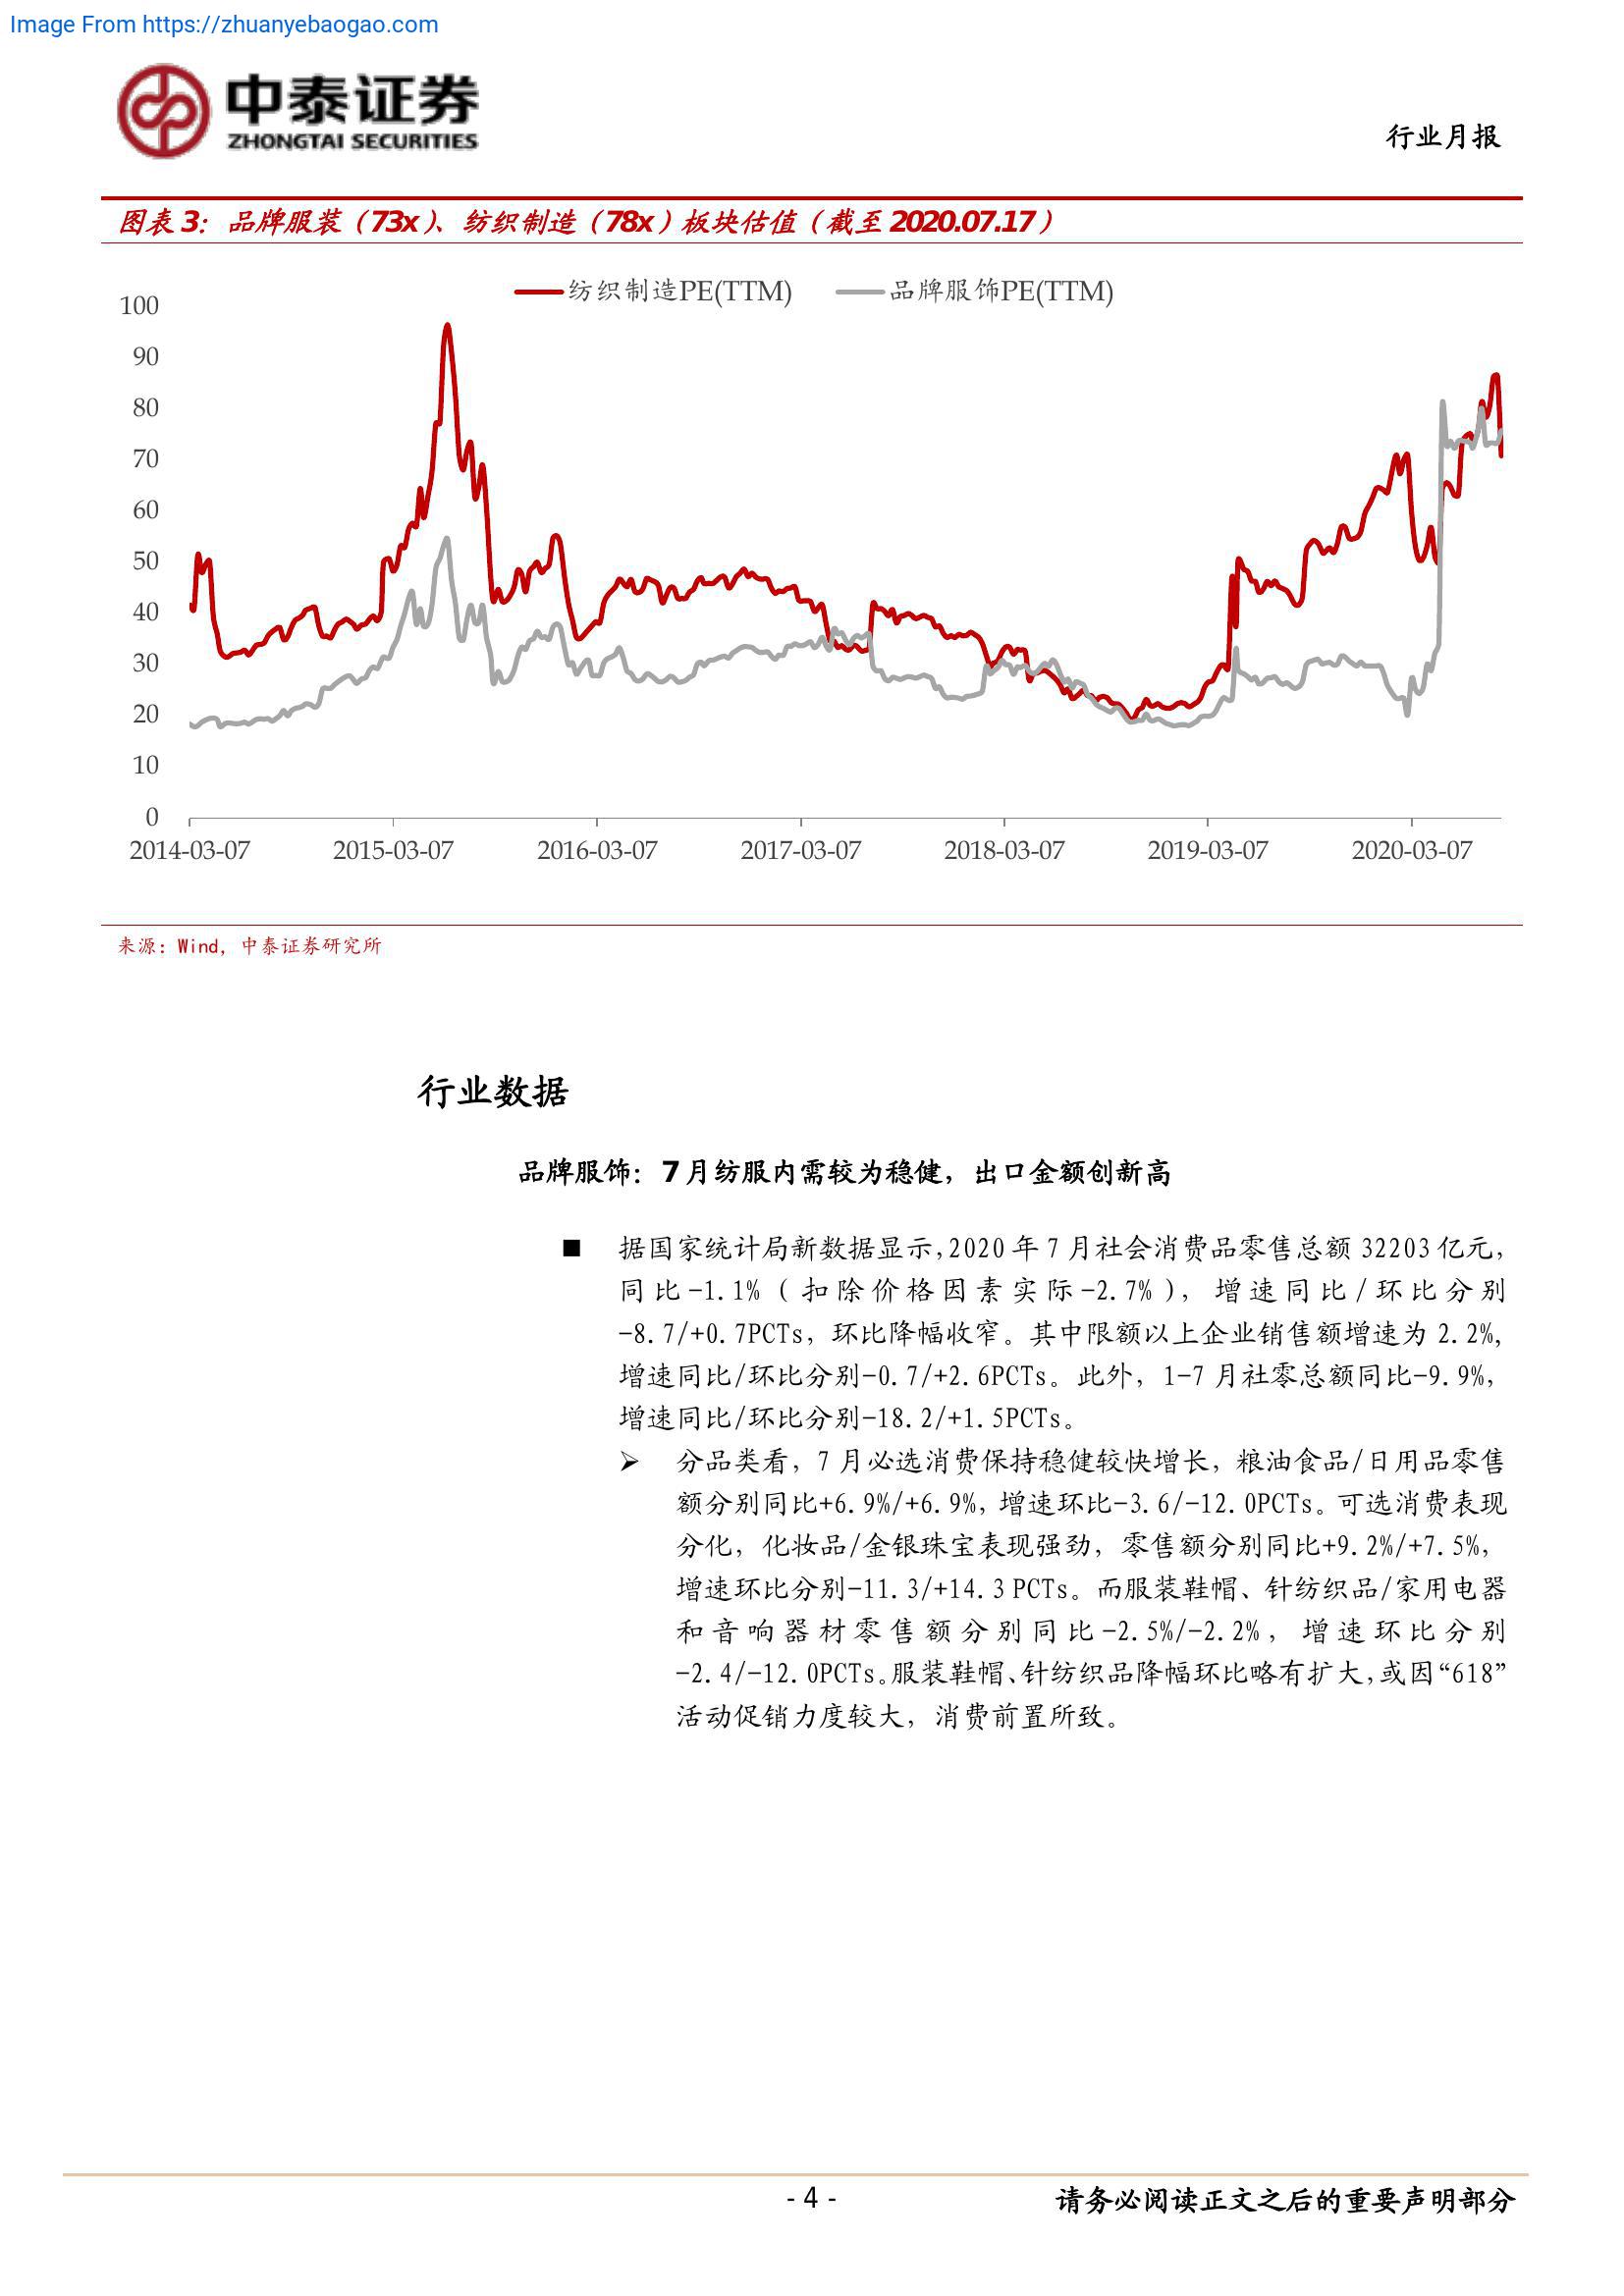 Image From https://zhuanyebaogao.com
中泰证券
ZHONGTAI SECURITIES
行业月报
图表 3：品牌服装（73x）、纺织制造（78x）板块估值（截至 2020.07.17）
纺织制造PE(TTM) 品牌服饰PE(TTM)
100
90
80
70
60
50
40
30
20
10
0
2014-03-07 2015-03-07 2016-03-07 2017-03-07 2018-03-07 2019-03-07 2020-03-07
来源：Wind，中泰证券研究所
行业数据
品牌服饰：7 月纺服内需较为稳健，出口金额创新高
■ 据国家统计局新数据显示，2020 年 7 月社会消费品零售总额 32203 亿元，
同比-1.1%（扣除价格因素实际-2.7%），增速同比/环比分别
-8.7/+0.7PCTs，环比降幅收窄。其中限额以上企业销售额增速为 2.2%，
增速同比/环比分别-0.7/+2.6PCTs。此外，1-7 月社零总额同比-9.9%，
增速同比/环比分别-18.2/+1.5PCTs。
➢ 分品类看，7 月必选消费保持稳健较快增长，粮油食品/日用品零售
额分别同比+6.9%/+6.9%，增速环比-3.6/-12.0PCTs。可选消费表现
分化，化妆品/金银珠宝表现强劲，零售额分别同比+9.2%/+7.5%，
增速环比分别-11.3/+14.3 PCTs。而服装鞋帽、针纺织品/家用电器
和音响器材零售额分别同比-2.5%/-2.2%，增速环比分别
-2.4/-12.0PCTs。服装鞋帽、针纺织品降幅环比略有扩大，或因“618”
活动促销力度较大，消费前置所致。
- 4 -
请务必阅读正文之后的重要声明部分